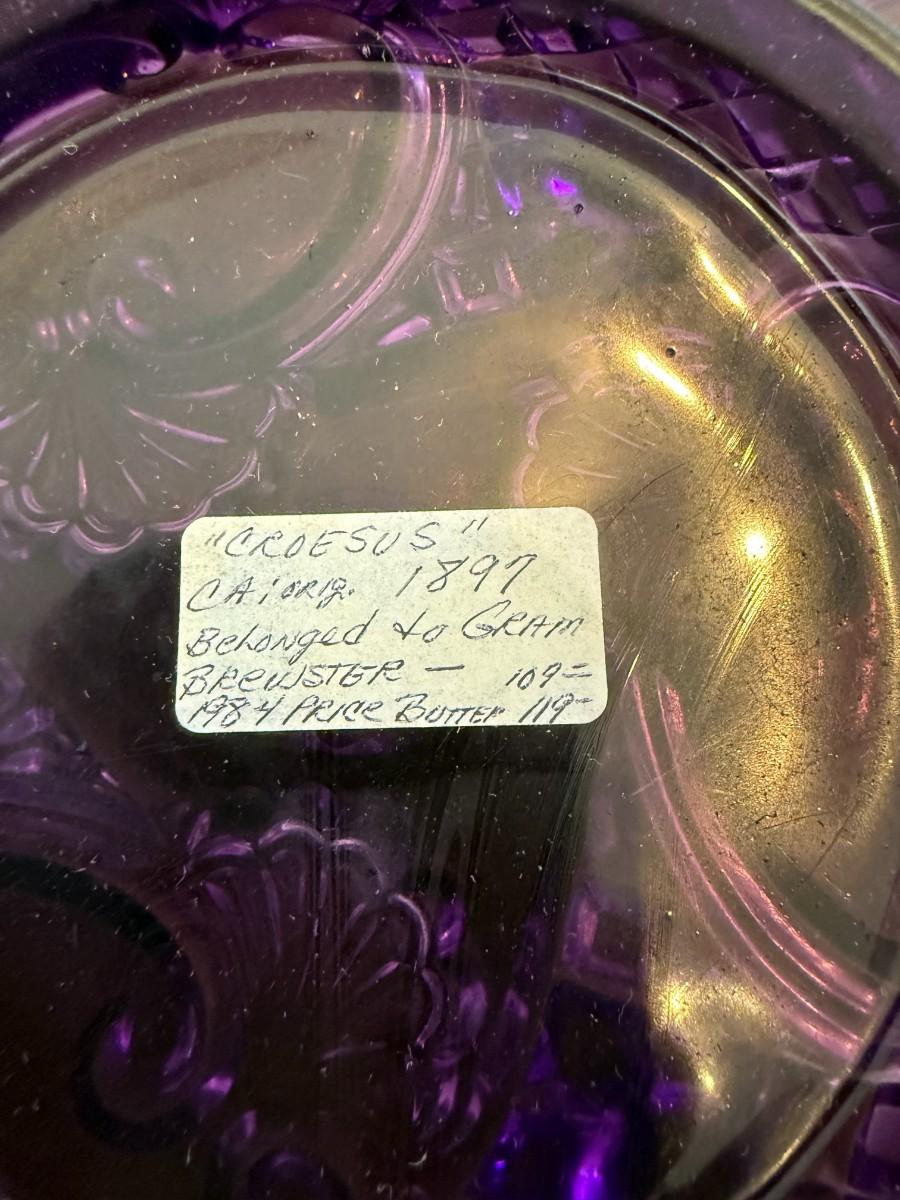 "CROESUS"
CA; ORIG. 1897
Belonged to GRAM
BREWSTER — 109=
1984 PRICE BUTTER 119=